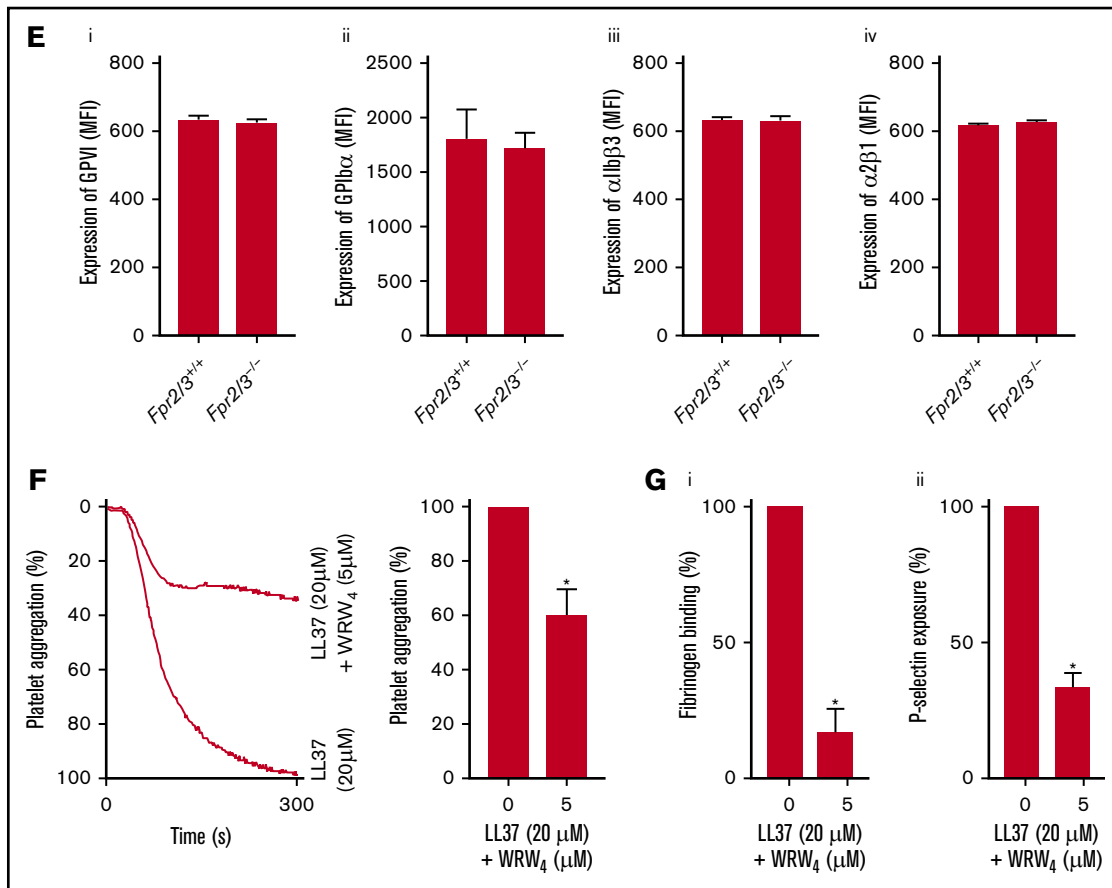 E
i
Expression of GPVI (MFI)
800
600
400
200
0
Fpr2/3+/+
Fpr2/3−/−
ii
Expression of GPIbα (MFI)
2500
2000
1500
1000
500
0
Fpr2/3+/+
Fpr2/3−/−
iii
Expression of αIIbβ3 (MFI)
800
600
400
200
0
Fpr2/3+/+
Fpr2/3−/−
iv
Expression of α2β1 (MFI)
800
600
400
200
0
Fpr2/3+/+
Fpr2/3−/−
F
Platelet aggregation (%)
0
20
40
60
80
100
0
300
Time (s)
LL37 (20μM)
+ WRW4 (5μM)
LL37
(20μM)
Platelet aggregation (%)
100
80
60
40
20
0
*
0
5
LL37 (20 μM)
+ WRW4 (μM)
G
i
Fibrinogen binding (%)
100
50
0
*
0
5
LL37 (20 μM)
+ WRW4 (μM)
ii
P-selectin exposure (%)
100
50
0
*
0
5
LL37 (20 μM)
+ WRW4 (μM)